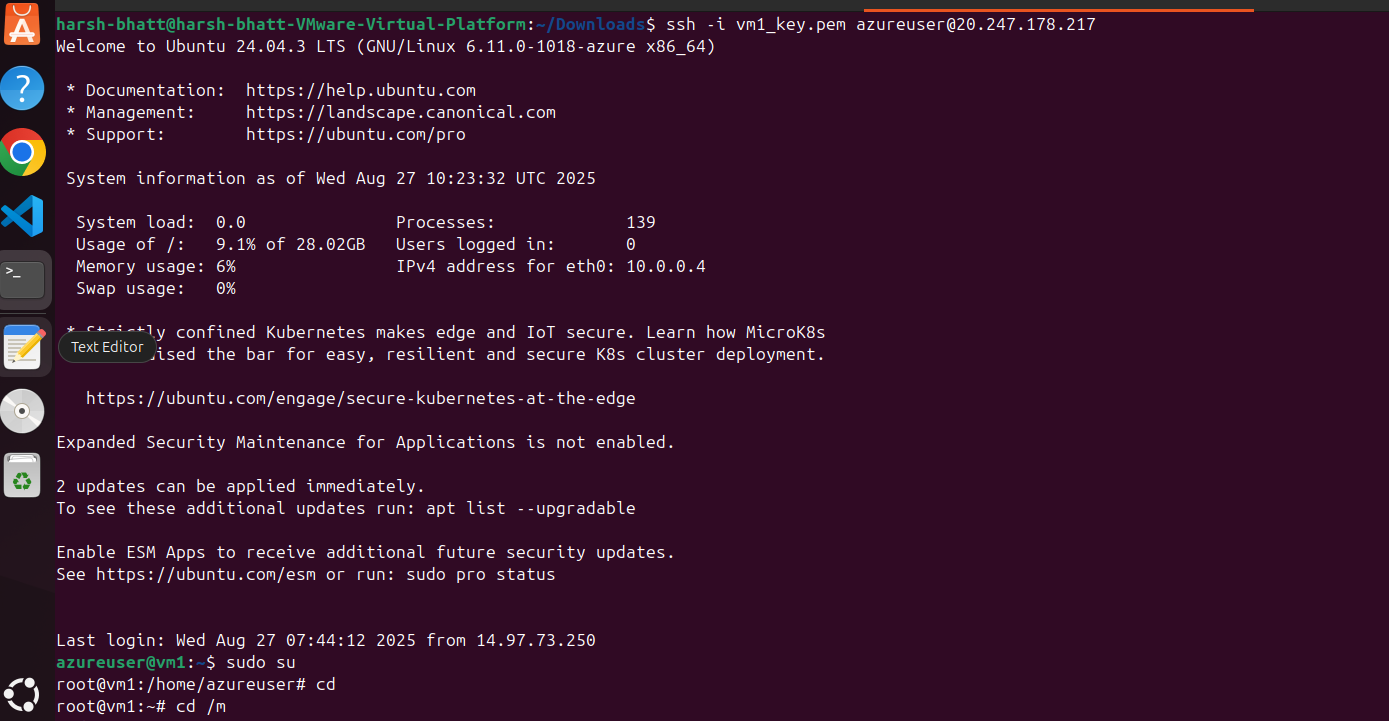 harsh-bhatt@harsh-bhatt-VMware-Virtual-Platform:~/Downloads$ ssh -i vm1_key.pem azureuser@20.247.178.217
Welcome to Ubuntu 24.04.3 LTS (GNU/Linux 6.11.0-1018-azure x86_64)
* Documentation:  https://help.ubuntu.com
* Management:     https://landscape.canonical.com
* Support:        https://ubuntu.com/pro
System information as of Wed Aug 27 10:23:32 UTC 2025
System load:  0.0               Processes:             139
Usage of /:   9.1% of 28.02GB   Users logged in:       0
Memory usage: 6%                IPv4 address for eth0: 10.0.0.4
Swap usage:   0%
* Strictly confined Kubernetes makes edge and IoT secure. Learn how MicroK8s
Text Editor
ised the bar for easy, resilient and secure K8s cluster deployment.
https://ubuntu.com/engage/secure-kubernetes-at-the-edge
Expanded Security Maintenance for Applications is not enabled.
2 updates can be applied immediately.
To see these additional updates run: apt list --upgradable
Enable ESM Apps to receive additional future security updates.
See https://ubuntu.com/esm or run: sudo pro status
Last login: Wed Aug 27 07:44:12 2025 from 14.97.73.250
azureuser@vm1:~$ sudo su
root@vm1:/home/azureuser# cd
root@vm1:~# cd /m